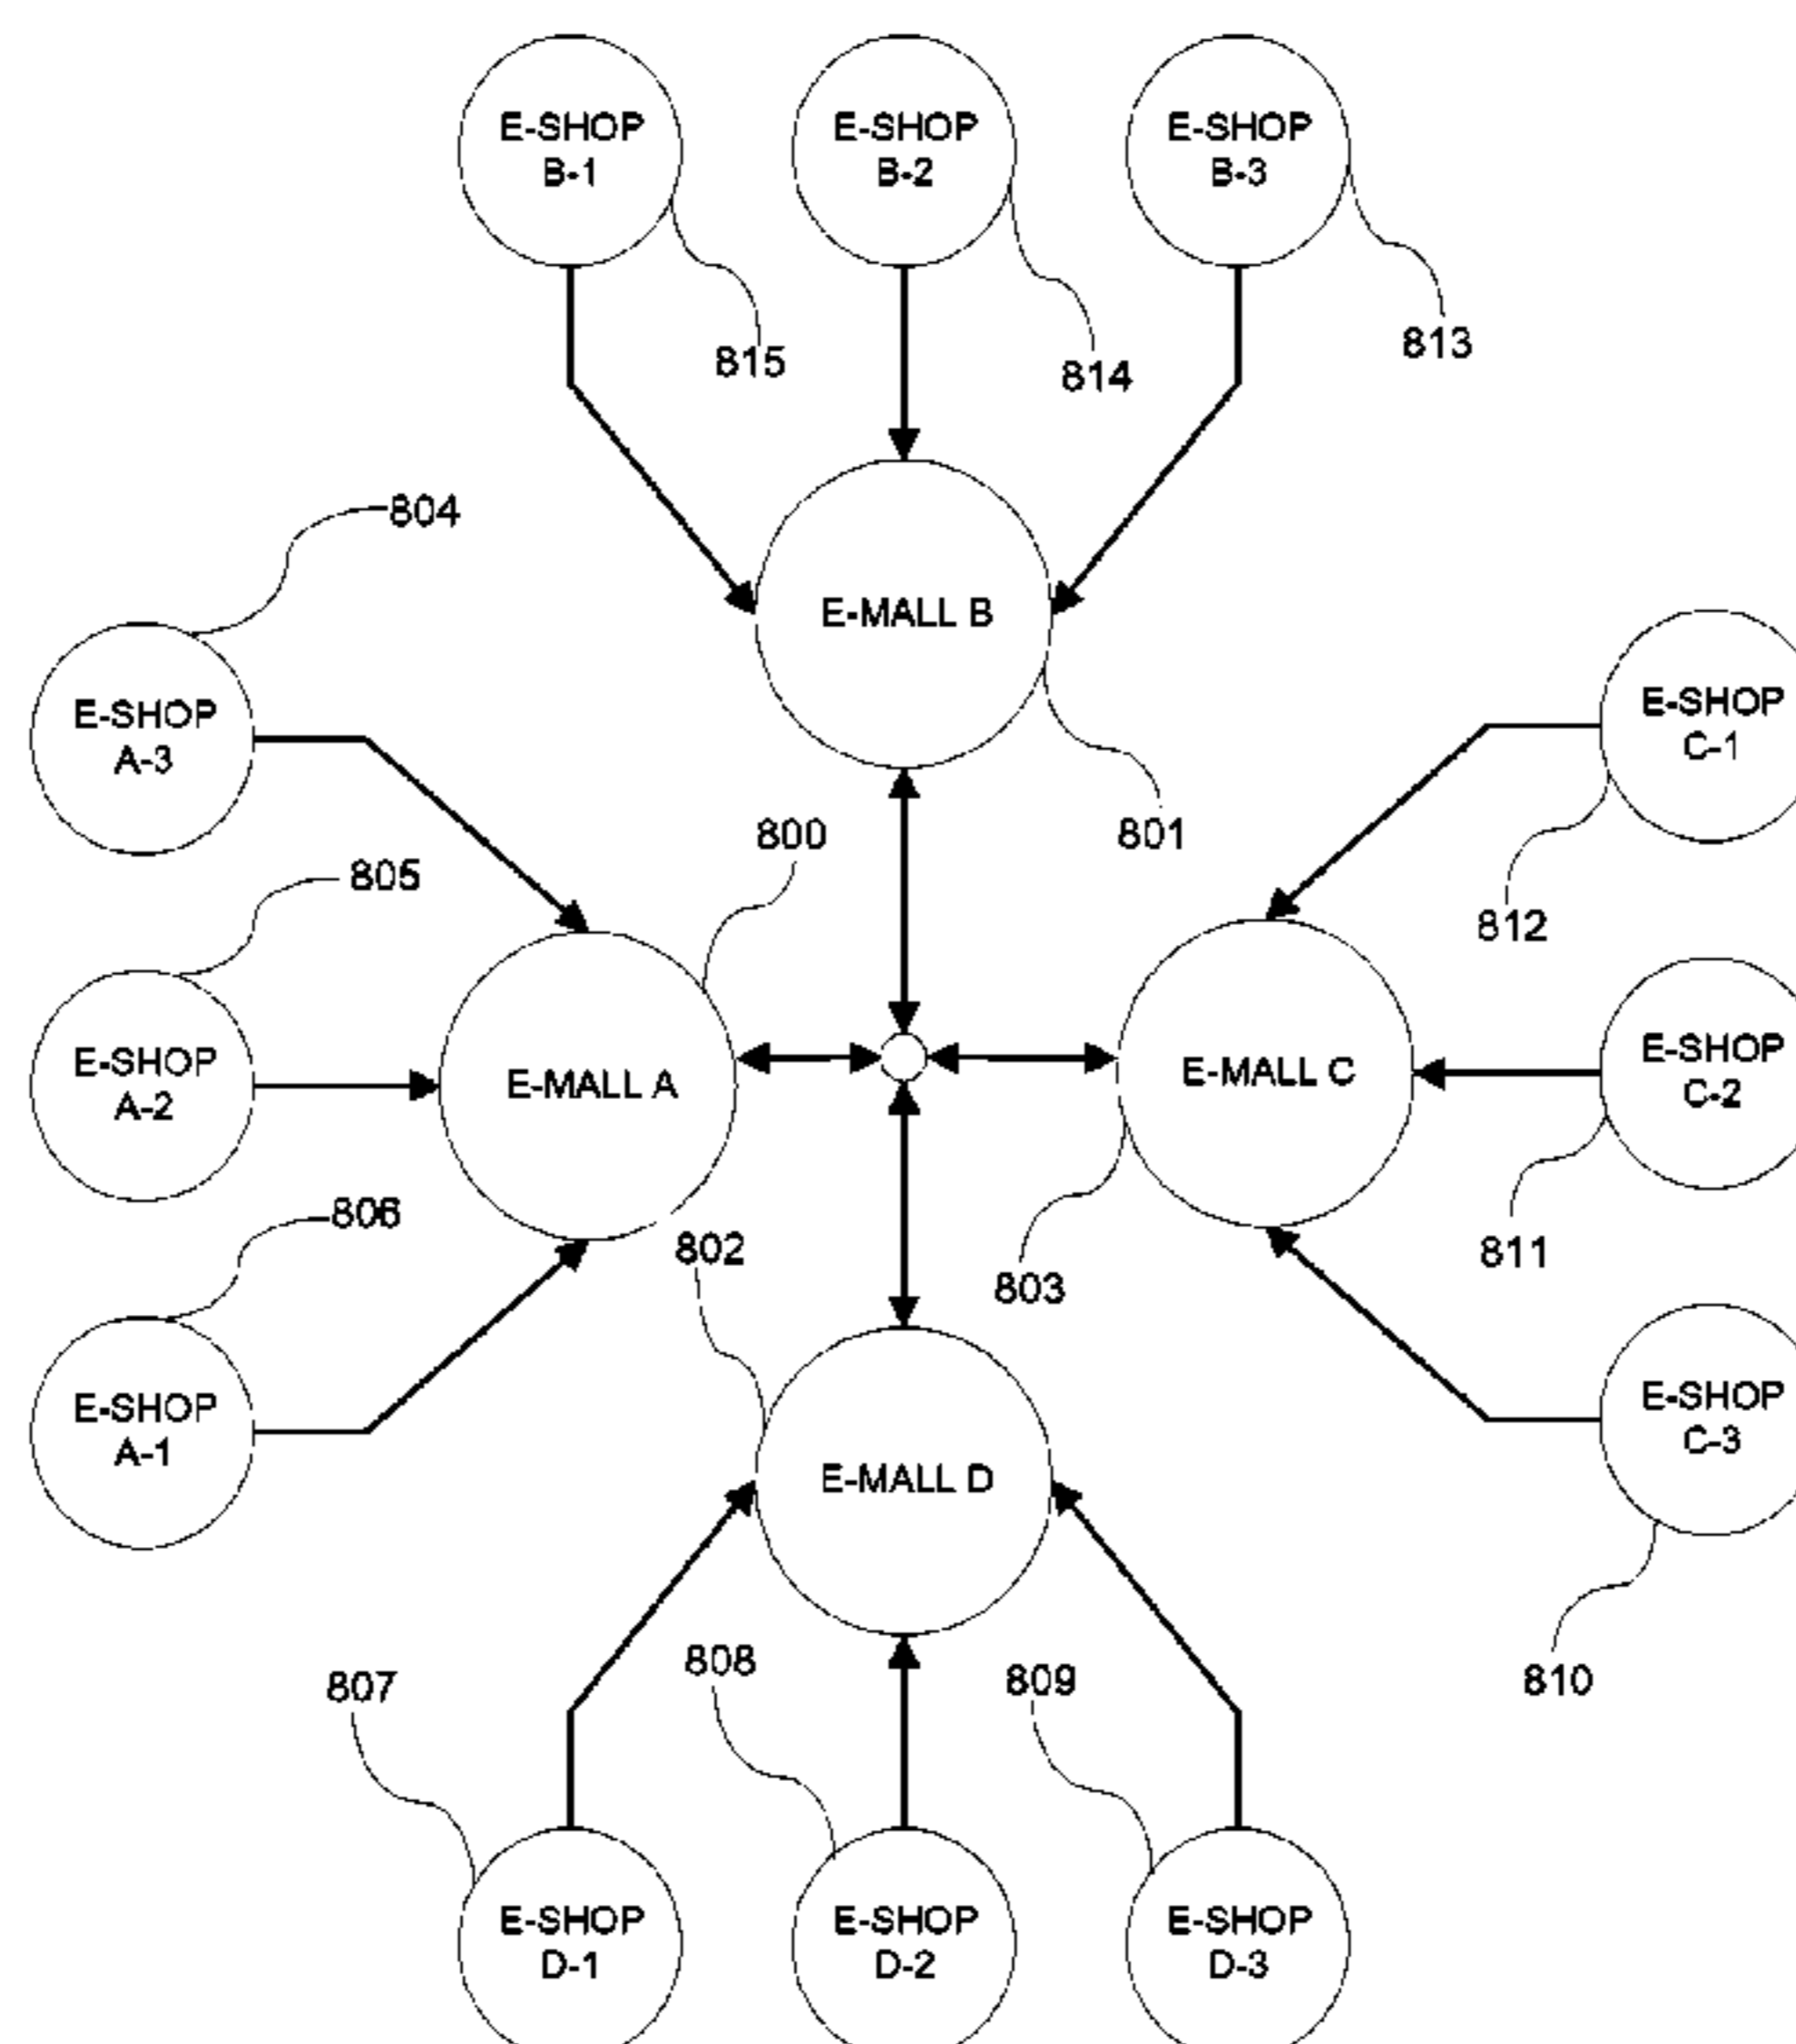 E-SHOP
B-1
E-SHOP
B-2
E-SHOP
B-3
815
814
813
804
E-MALL B
E-SHOP
A-3
E-SHOP
C-1
800
801
805
812
E-SHOP
A-2
E-MALL A
E-MALL C
E-SHOP
C-2
806
802
803
811
E-SHOP
A-1
E-MALL D
E-SHOP
C-3
807
808
809
810
E-SHOP
D-1
E-SHOP
D-2
E-SHOP
D-3